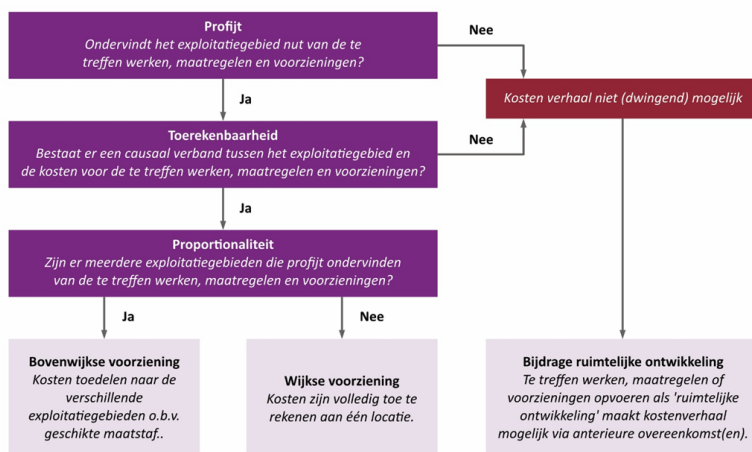 Profijt
Ondervindt het exploitatiegebied nut van de te
treffen werken, maatregelen en voorzieningen?
Nee
Kosten verhaal niet (dwingend) mogelijk
Ja
Toerekenbaarheid
Bestaat er een causaal verband tussen het exploitatiegebied en
de kosten voor de te treffen werken, maatregelen en voorzieningen?
Nee
Ja
Proportionaliteit
Zijn er meerdere exploitatiegebieden die profijt ondervinden
van de te treffen werken, maatregelen en voorzieningen?
Ja
Nee
Bovenwijkse voorziening
Kosten toedelen naar de
verschillende
exploitatiegebieden o.b.v.
geschikte maatstaf..
Wijkse voorziening
Kosten zijn volledig toe te
rekenen aan één locatie.
Bijdrage ruimtelijke ontwikkeling
Te treffen werken, maatregelen of
voorzieningen opvoeren als 'ruimtelijke
ontwikkeling' maakt kostenverhaal
mogelijk via anterieure overeenkomst(en).